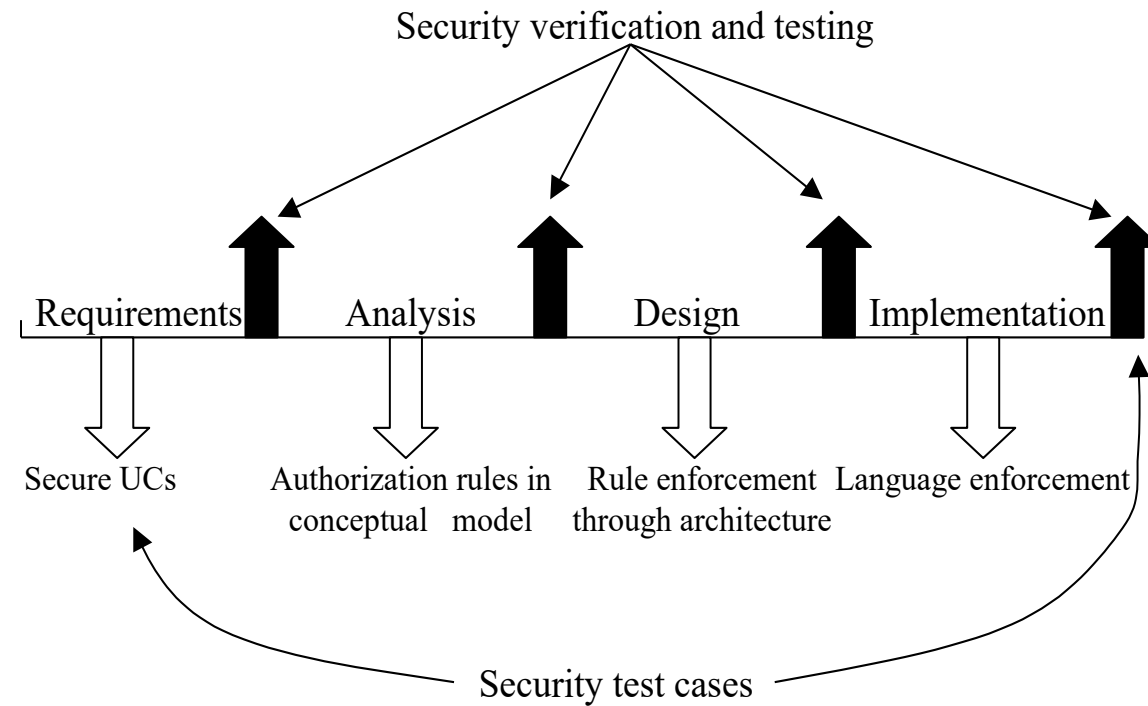 Security verification and testing
Requirements
Analysis
Design
Implementation
Secure UCs
Authorization rules in
conceptual model
Rule enforcement
through architecture
Language enforcement
Security test cases